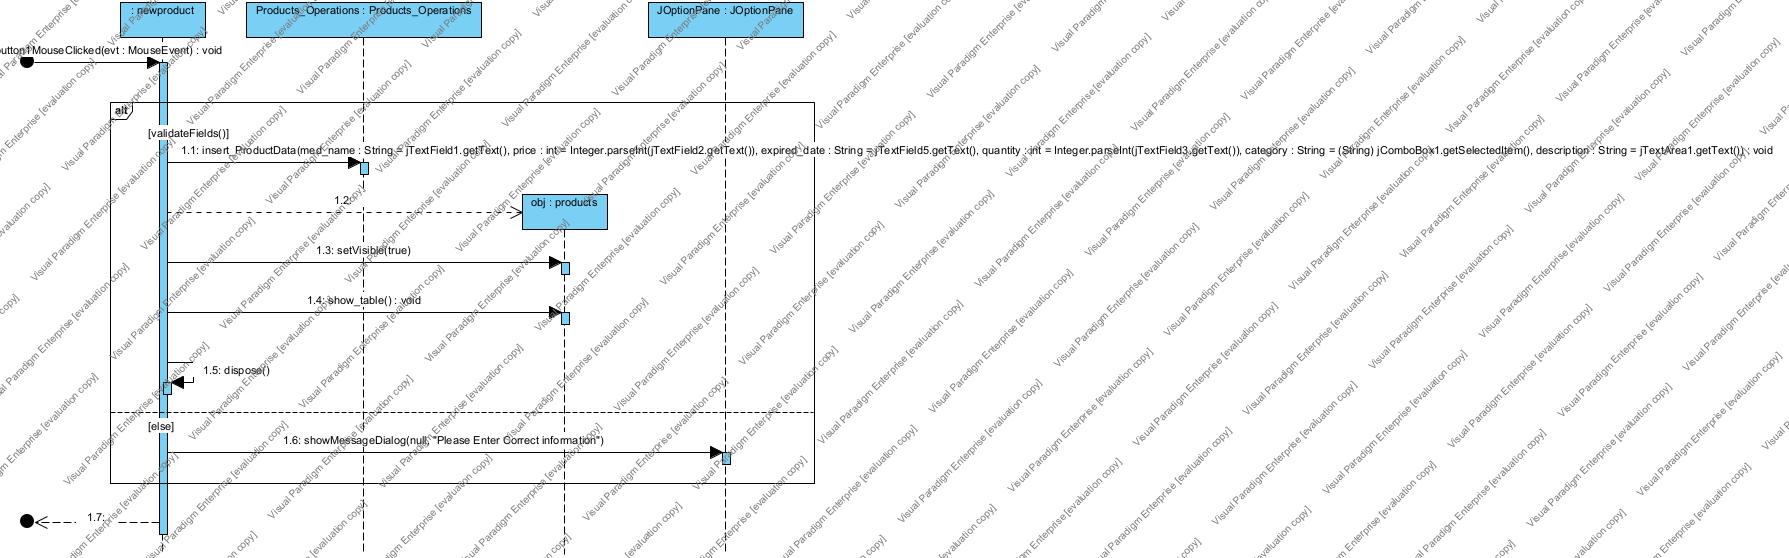 : newproduct
Products_Operations : Products_Operations
JOptionPane : JOptionPane
utton1MouseClicked(evt : MouseEvent) : void
alt
[validateFields()]
1.1: insert_ProductData(med_name : String = jTextField1.getText(), price : int = Integer.parseInt(jTextField2.getText()), expired_date : String = jTextField5.getText(), quantity : int = Integer.parseInt(jTextField3.getText()), category : String = (String) jComboBox1.getSelectedItem(), description : String = jTextArea1.getText()) : void
1.2:
obj : products
1.3: setVisible(true)
1.4: show_table() : void
1.5: dispose()
[else]
1.6: showMessageDialog(null, "Please Enter Correct information")
1.7:
Visual Paradigm Enterprise [evaluation copy]